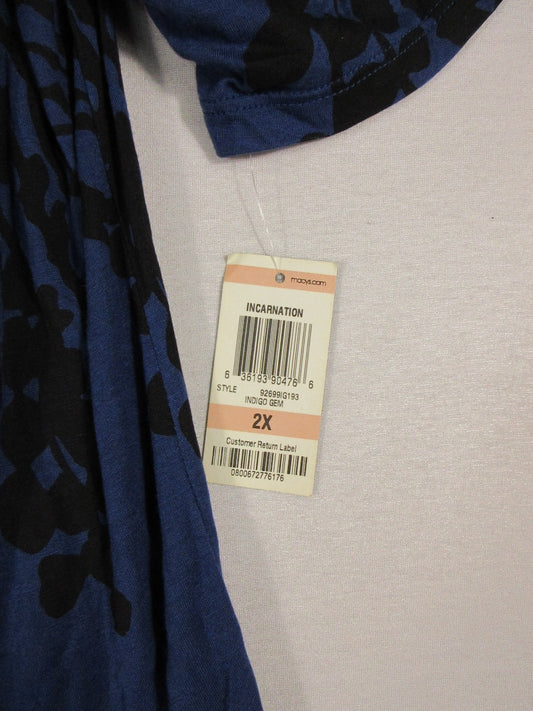 macys.com
INCARNATION
6 36193 90476 6
STYLE 92699IG193
INDIGO GEM
2X
Customer Return Label
0800672776176